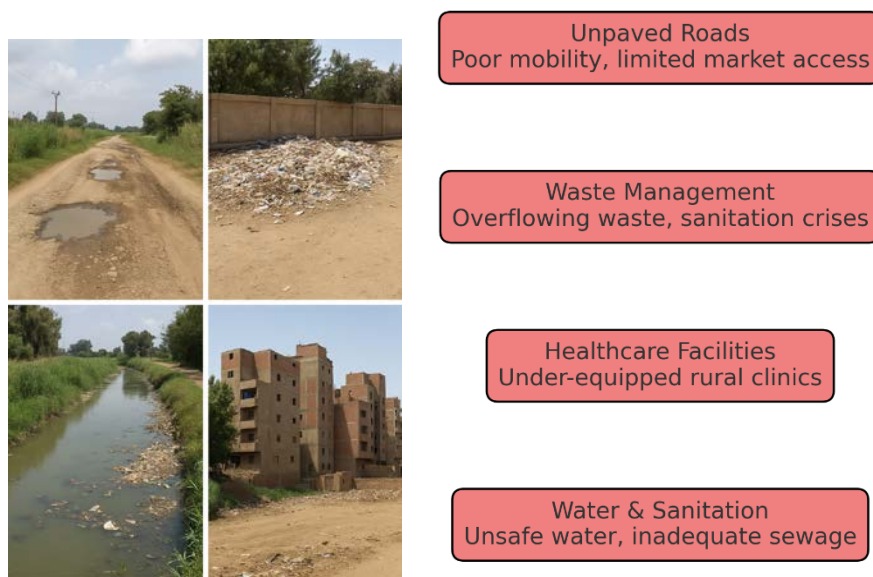 Unpaved Roads
Poor mobility, limited market access
Waste Management
Overflowing waste, sanitation crises
Healthcare Facilities
Under-equipped rural clinics
Water & Sanitation
Unsafe water, inadequate sewage